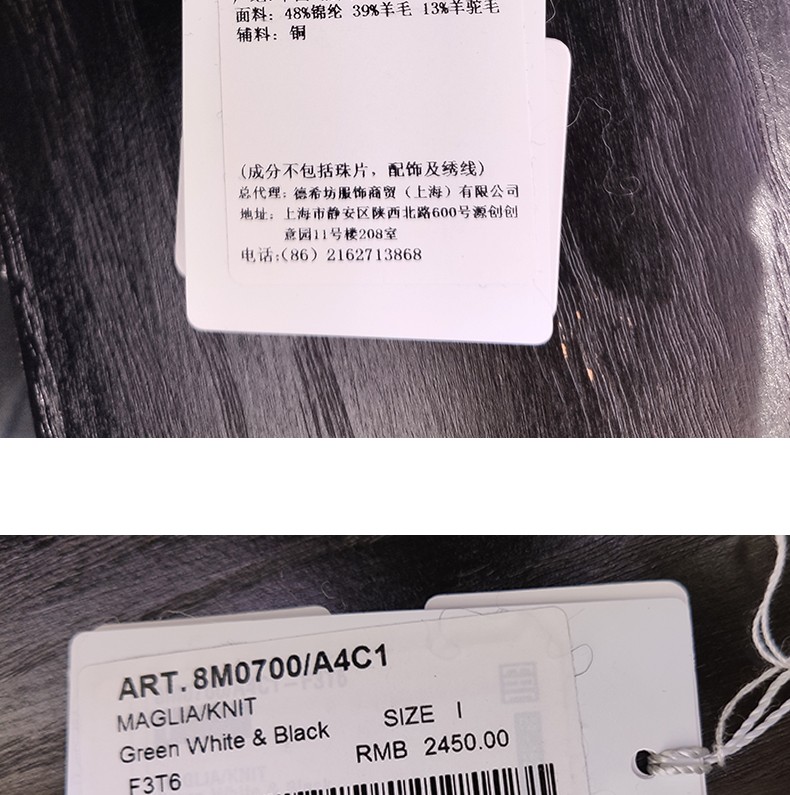 面料: 48%锦纶 39%羊毛 13%羊驼毛
辅料: 铜
(成分不包括珠片, 配饰及绣线)
总代理: 德希坊服饰商贸 (上海) 有限公司
地址: 上海市静安区陕西北路600号源创创
意园11号楼208室
电话:(86) 2162713868
ART. 8M0700/A4C1
MAGLIA/KNIT
SIZE I
Green White & Black
RMB 2450.00
F3T6